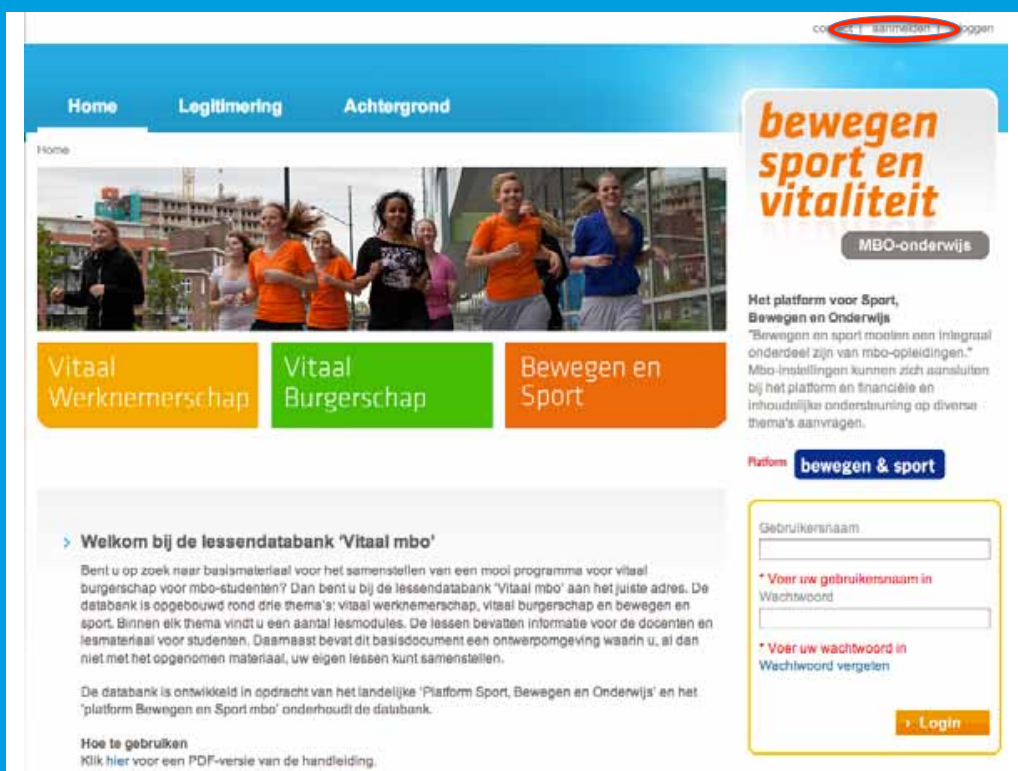 contact | aanmelden | inloggen
Home Legitimering Achtergrond
Home
bewegen
sport en
vitaliteit
MBO-onderwijs
Vitaal
Werknemerschap
Vitaal
Burgerschap
Bewegen en
Sport
Het platform voor Sport,
Bewegen en Onderwijs
"Bewegen en sport moeten een integraal
onderdeel zijn van mbo-opleidingen."
Mbo-instellingen kunnen zich aansluiten
bij het platform en financiële en
inhoudelijke ondersteuning op diverse
thema's aanvragen.
Platform bewegen & sport
Welkom bij de lessendatabank 'Vitaal mbo'
Bent u op zoek naar basismateriaal voor het samenstellen van een mooi programma voor vitaal
burgerschap voor mbo-studenten? Dan bent u bij de lessendatabank 'Vitaal mbo' aan het juiste adres. De
databank is opgebouwd rond drie thema's: vitaal werknemerschap, vitaal burgerschap en bewegen en
sport. Binnen elk thema vindt u een aantal lesmodules. De lessen bevatten informatie voor de docenten en
lesmateriaal voor studenten. Daarnaast bevat dit basisdocument een ontwerpomgeving waarin u, al dan
niet met het opgenomen materiaal, uw eigen lessen kunt samenstellen.
De databank is ontwikkeld in opdracht van het landelijke 'Platform Sport, Bewegen en Onderwijs' en het
'platform Bewegen en Sport mbo' onderhoudt de databank.
Hoe te gebruiken
Klik hier voor een PDF-versie van de handleiding.
Gebruikersnaam
* Voer uw gebruikersnaam in
Wachtwoord
* Voer uw wachtwoord in
Wachtwoord vergeten
› Login